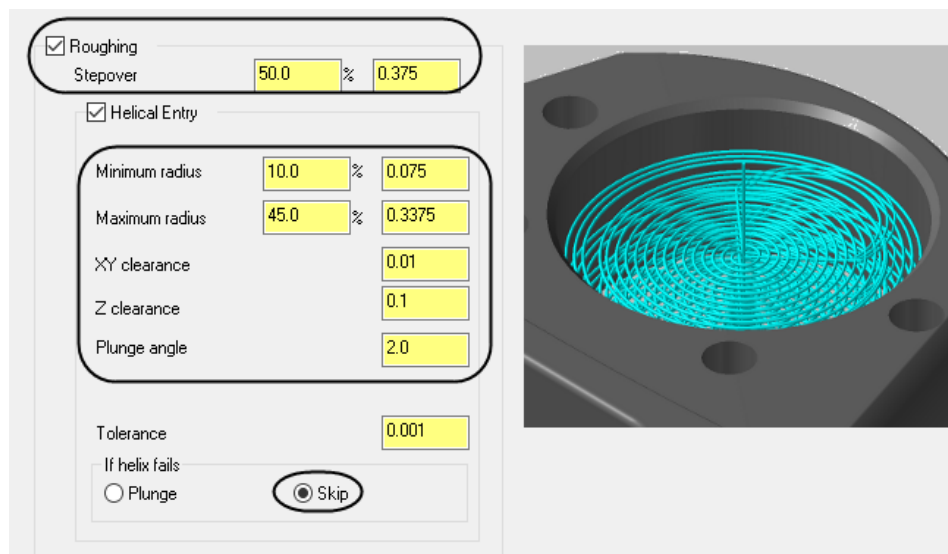 Roughing
Stepover 50.0 % 0.375
Helical Entry
Minimum radius 10.0 % 0.075
Maximum radius 45.0 % 0.3375
XY clearance 0.01
Z clearance 0.1
Plunge angle 2.0
Tolerance 0.001
If helix fails
Plunge Skip